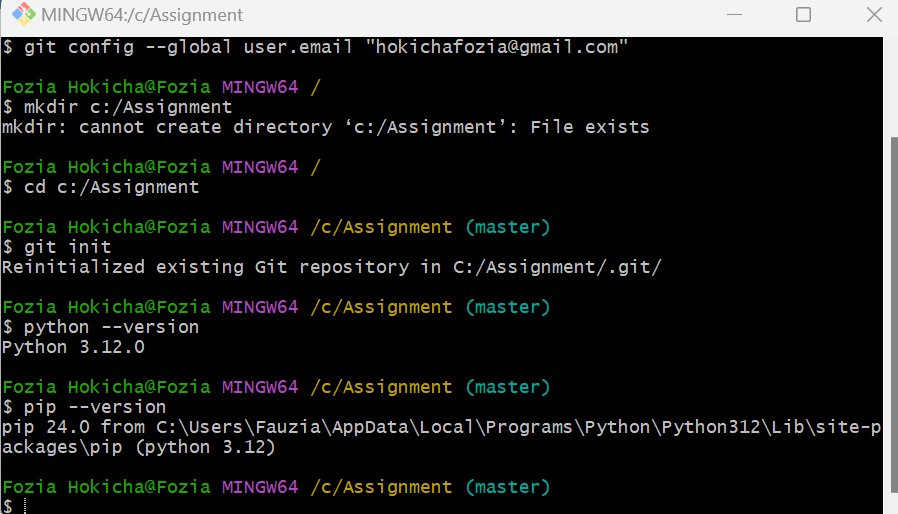 MINGW64:/c/Assignment
$ git config --global user.email "hokichafozia@gmail.com"
Fozia Hokicha@Fozia MINGW64 /
$ mkdir c:/Assignment
mkdir: cannot create directory ‘c:/Assignment’: File exists
Fozia Hokicha@Fozia MINGW64 /
$ cd c:/Assignment
Fozia Hokicha@Fozia MINGW64 /c/Assignment (master)
$ git init
Reinitialized existing Git repository in C:/Assignment/.git/
Fozia Hokicha@Fozia MINGW64 /c/Assignment (master)
$ python --version
Python 3.12.0
Fozia Hokicha@Fozia MINGW64 /c/Assignment (master)
$ pip --version
pip 24.0 from C:\Users\Fauzia\AppData\Local\Programs\Python\Python312\Lib\site-p
ackages\pip (python 3.12)
Fozia Hokicha@Fozia MINGW64 /c/Assignment (master)
$